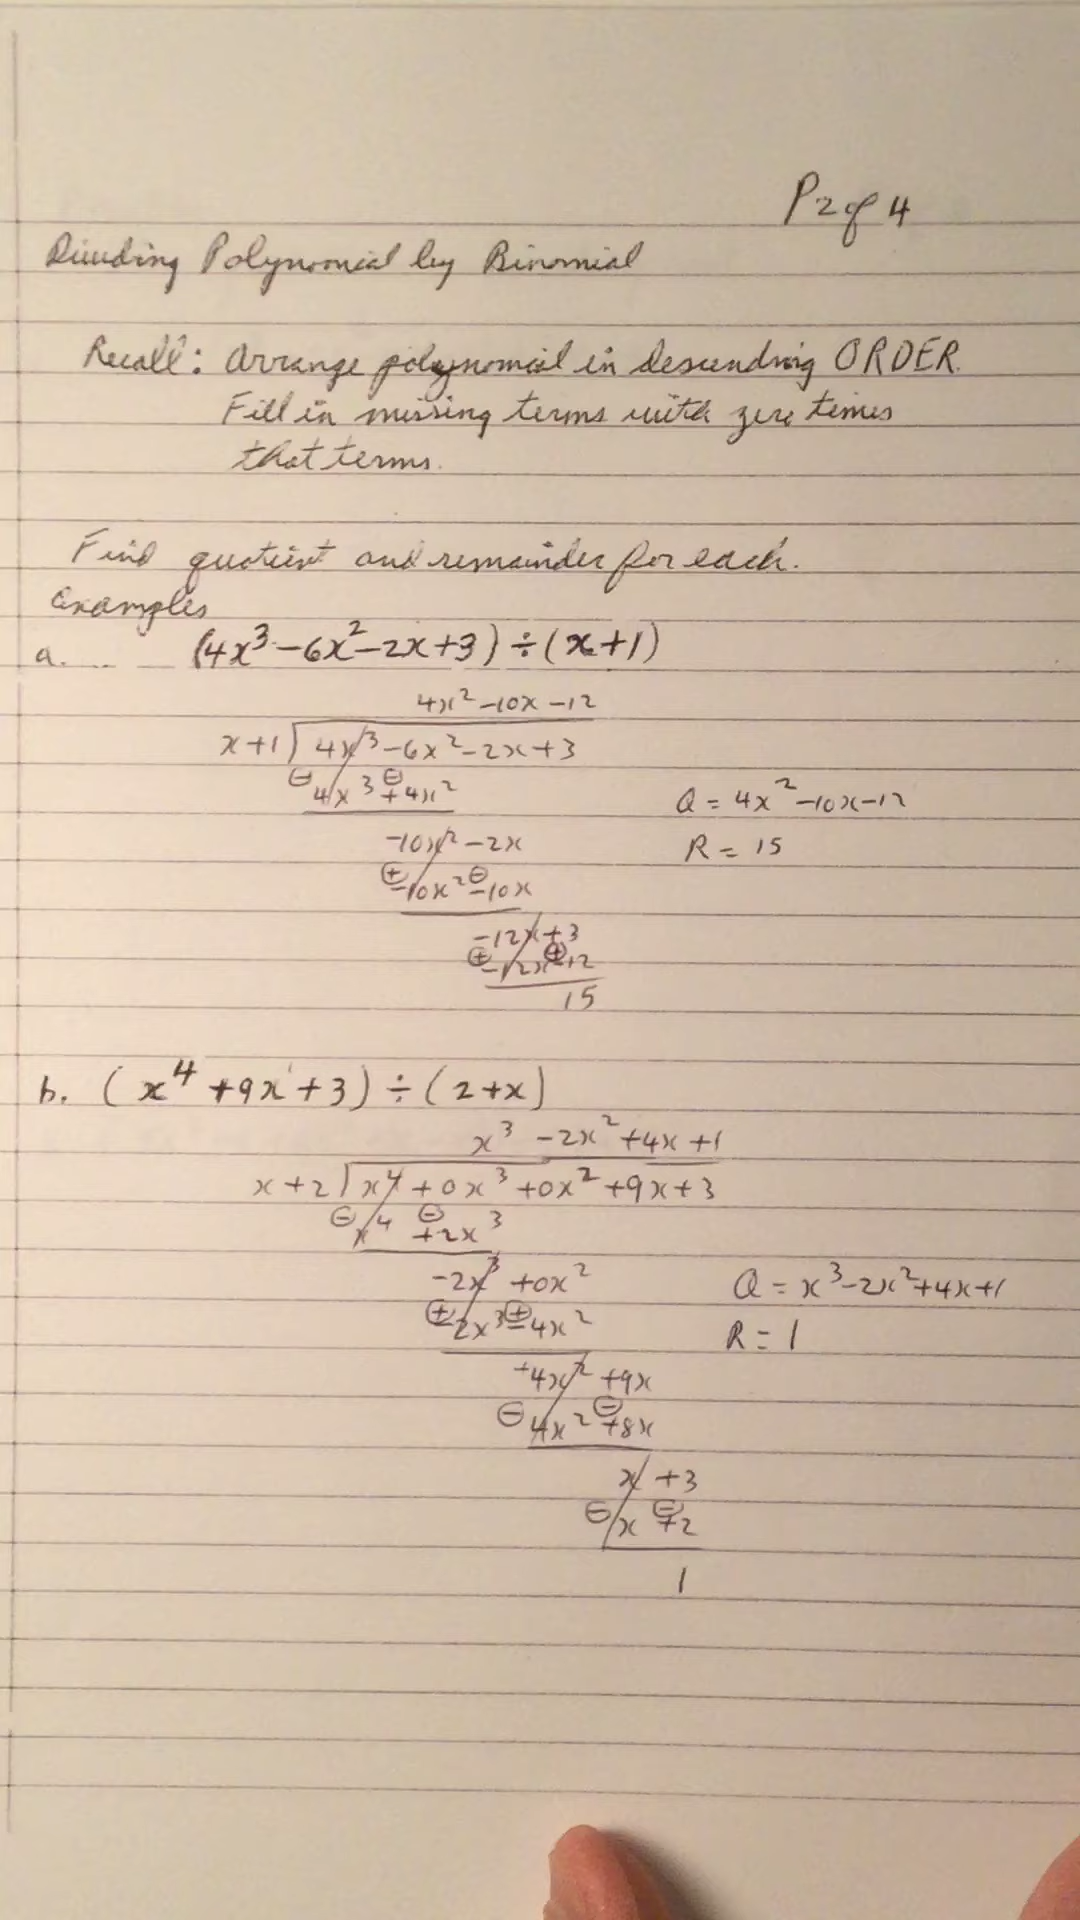 P2 of 4
Dividing Polynomial by Binomial
Recall: Arrange polynomial in descending ORDER.
Fill in missing terms with zero times
that terms.
Find quotient and remainder for each.
examples
a. (4x³-6x²-2x+3)÷(x+1)
4x²-10x-12
x+1)4x³-6x²-2x+3
⊖4x³⊖+4x²
Q = 4x²-10x-12
-10x²-2x
R = 15
⊕-10x²⊖-10x
-12x+3
⊕-12x⊕-12
15
b. (x⁴+9x+3)÷(2+x)
x³-2x²+4x+1
x+2)x⁴+0x³+0x²+9x+3
⊖x⁴⊖+2x³
-2x³+0x²
Q = x³-2x²+4x+1
⊕-2x³⊕-4x²
R = 1
+4x²+9x
⊖4x²⊖+8x
x+3
⊖x⊖+2
1